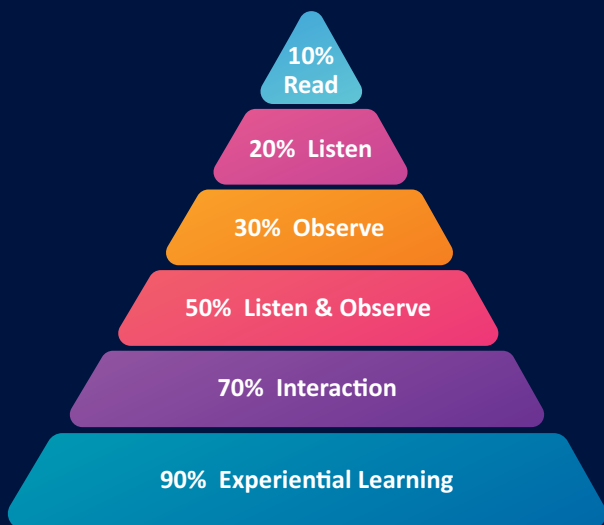 10%
Read
20% Listen
30% Observe
50% Listen & Observe
70% Interaction
90% Experiential Learning